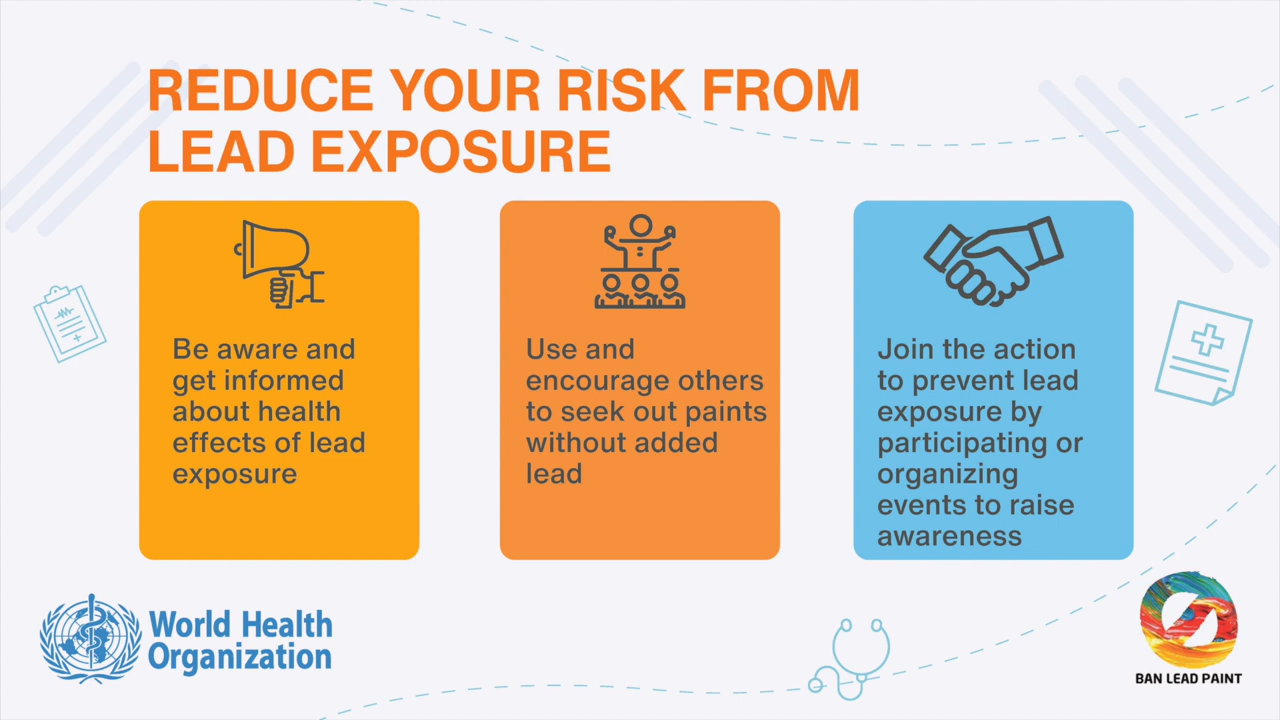 REDUCE YOUR RISK FROM
LEAD EXPOSURE
Be aware and
get informed
about health
effects of lead
exposure
Use and
encourage others
to seek out paints
without added
lead
Join the action
to prevent lead
exposure by
participating or
organizing
events to raise
awareness
World Health
Organization
BAN LEAD PAINT